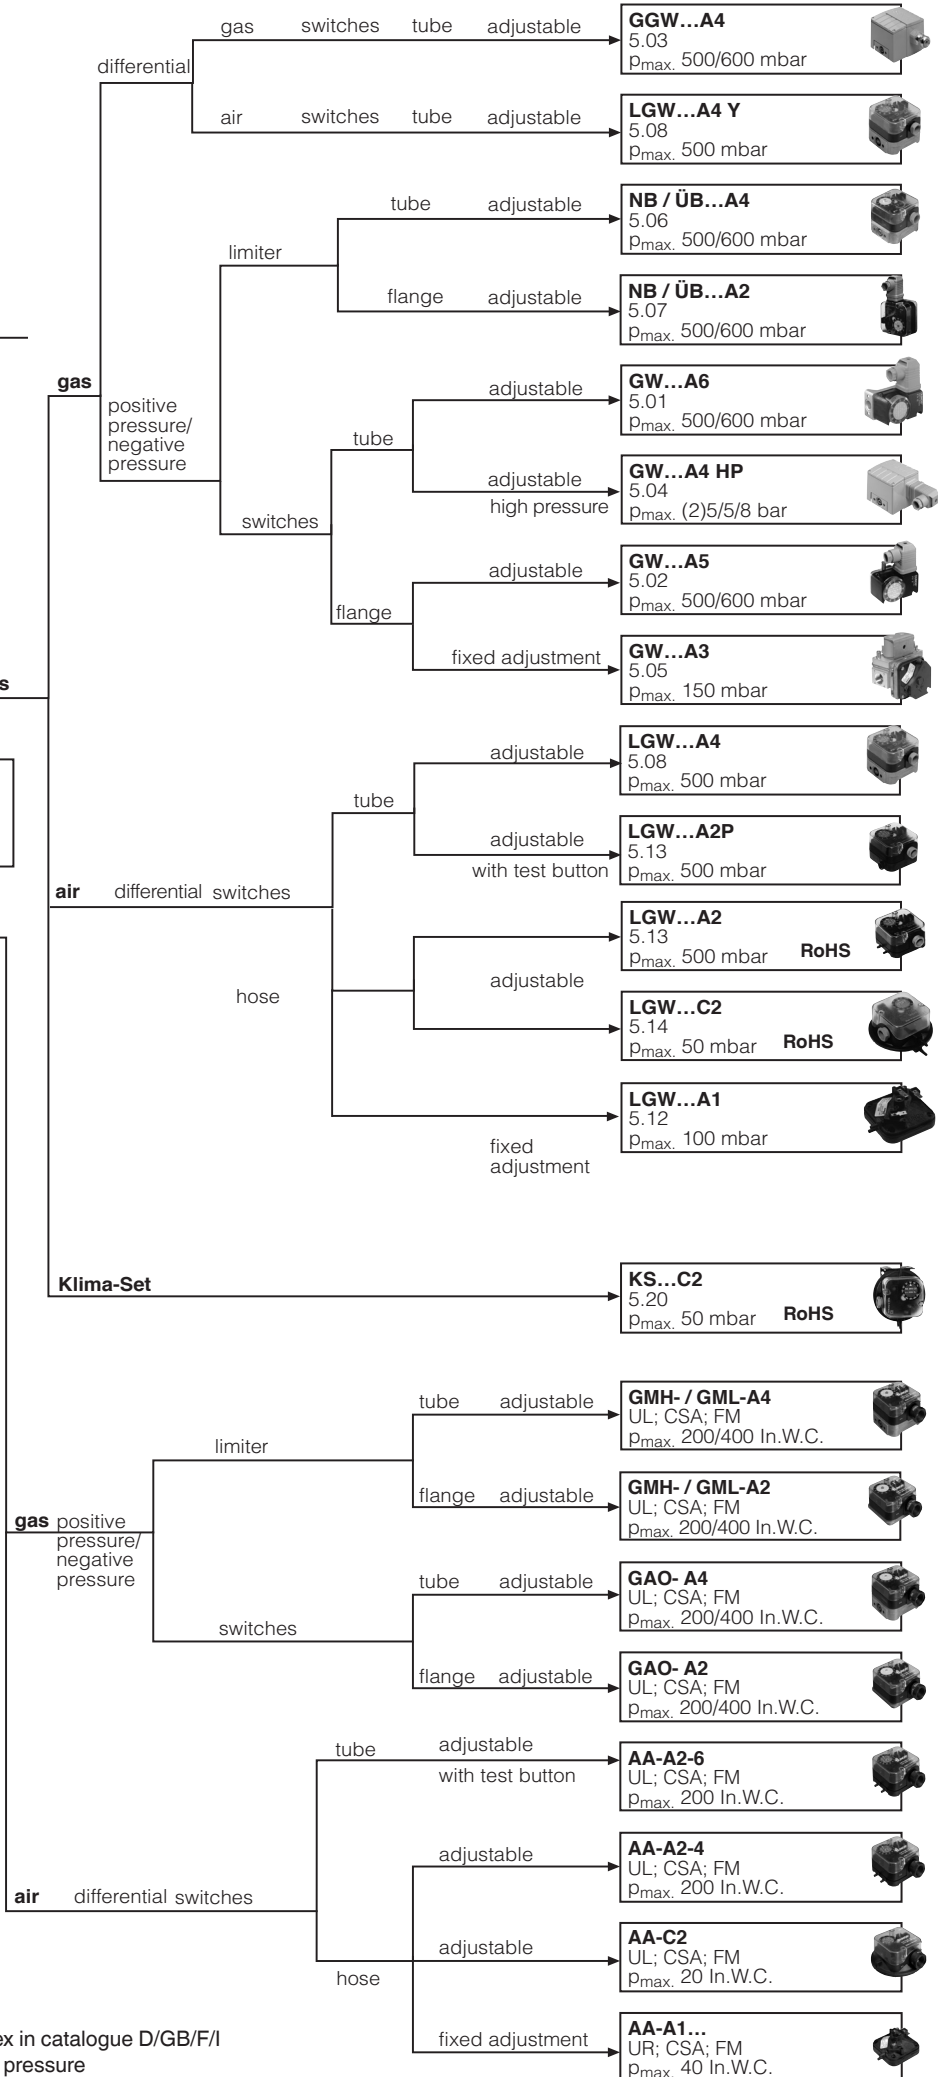 gas switches tube adjustable
GGW...A4
5.03
pmax. 500/600 mbar
differential
air switches tube adjustable
LGW...A4 Y
5.08
pmax. 500 mbar
tube adjustable
NB / ÜB...A4
5.06
pmax. 500/600 mbar
limiter
flange adjustable
NB / ÜB...A2
5.07
pmax. 500/600 mbar
gas
positive
pressure/
negative
pressure
adjustable
GW...A6
5.01
pmax. 500/600 mbar
tube
adjustable
high pressure
GW...A4 HP
5.04
pmax. (2)5/5/8 bar
switches
adjustable
GW...A5
5.02
pmax. 500/600 mbar
flange
fixed adjustment
GW...A3
5.05
pmax. 150 mbar
s
adjustable
LGW...A4
5.08
pmax. 500 mbar
tube
adjustable
with test button
LGW...A2P
5.13
pmax. 500 mbar
air differential switches
LGW...A2
5.13
pmax. 500 mbar RoHS
hose
adjustable
LGW...C2
5.14
pmax. 50 mbar RoHS
LGW...A1
5.12
pmax. 100 mbar
fixed
adjustment
Klima-Set
KS...C2
5.20
pmax. 50 mbar RoHS
tube adjustable
GMH- / GML-A4
UL; CSA; FM
pmax. 200/400 In.W.C.
limiter
flange adjustable
GMH- / GML-A2
UL; CSA; FM
pmax. 200/400 In.W.C.
gas positive
pressure/
negative
pressure
tube adjustable
GAO- A4
UL; CSA; FM
pmax. 200/400 In.W.C.
switches
flange adjustable
GAO- A2
UL; CSA; FM
pmax. 200/400 In.W.C.
tube adjustable
with test button
AA-A2-6
UL; CSA; FM
pmax. 200 In.W.C.
adjustable
AA-A2-4
UL; CSA; FM
pmax. 200 In.W.C.
air differential switches
adjustable
AA-C2
UL; CSA; FM
pmax. 20 In.W.C.
hose
fixed adjustment
AA-A1...
UR; CSA; FM
pmax. 40 In.W.C.
ex in catalogue D/GB/F/I
pressure